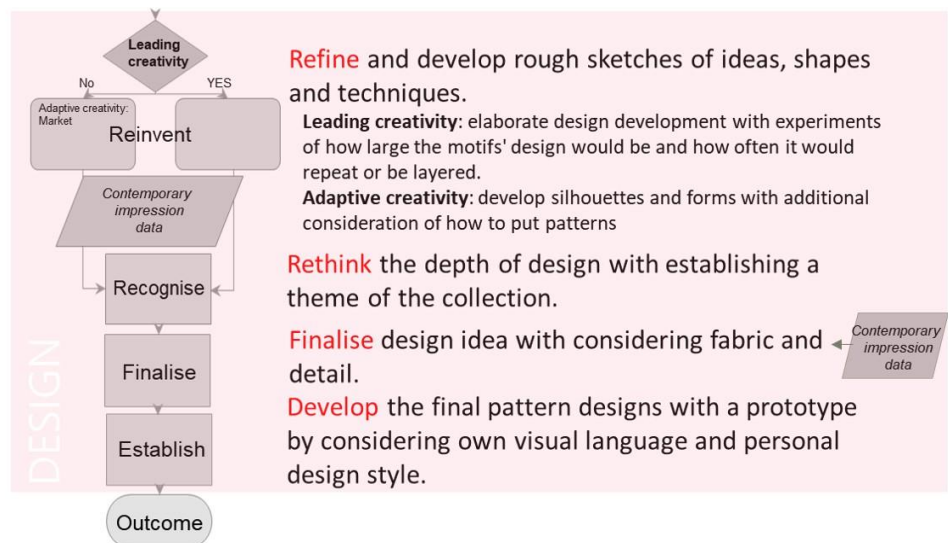 Leading
creativity
No
YES
Adaptive creativity:
Market
Reinvent
Contemporary
impression
data
Recognise
Finalise
Establish
Outcome
DESIGN
Refine and develop rough sketches of ideas, shapes
and techniques.
Leading creativity: elaborate design development with experiments
of how large the motifs' design would be and how often it would
repeat or be layered.
Adaptive creativity: develop silhouettes and forms with additional
consideration of how to put patterns
Rethink the depth of design with establishing a
theme of the collection.
Finalise design idea with considering fabric and
detail.
Contemporary
impression
data
Develop the final pattern designs with a prototype
by considering own visual language and personal
design style.